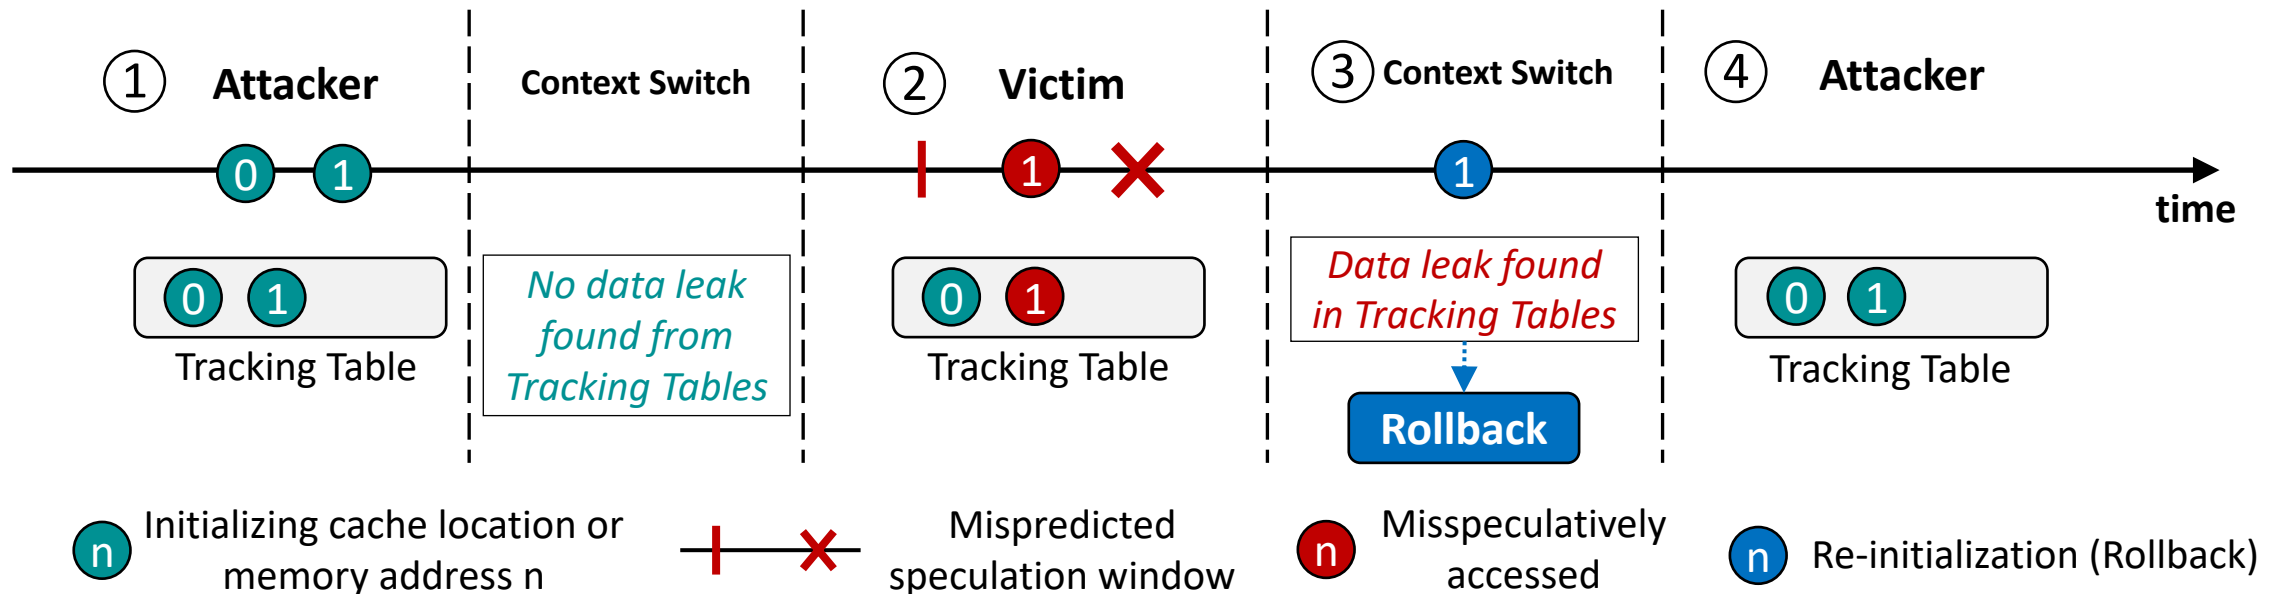 1 Attacker
Context Switch
2 Victim
3 Context Switch
4 Attacker
0 1
1
1
time
0 1
Tracking Table
No data leak
found from
Tracking Tables
0 1
Tracking Table
Data leak found
in Tracking Tables
Rollback
0 1
Tracking Table
n Initializing cache location or
memory address n
Mispredicted
speculation window
n Misspeculatively
accessed
n Re-initialization (Rollback)